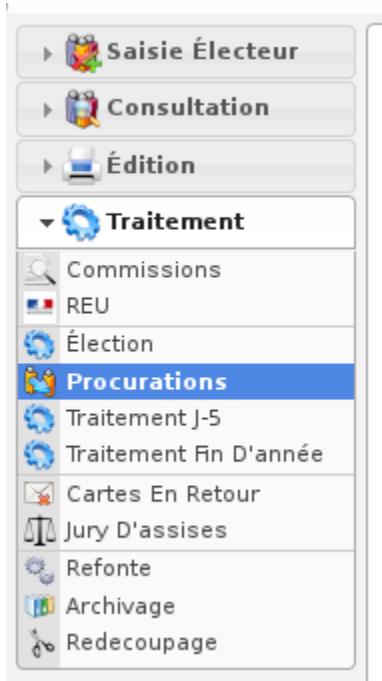 Saisie Électeur
Consultation
Édition
Traitement
Commissions
REU
Élection
Procurations
Traitement J-5
Traitement Fin D'année
Cartes En Retour
Jury D'assises
Refonte
Archivage
Redecoupage